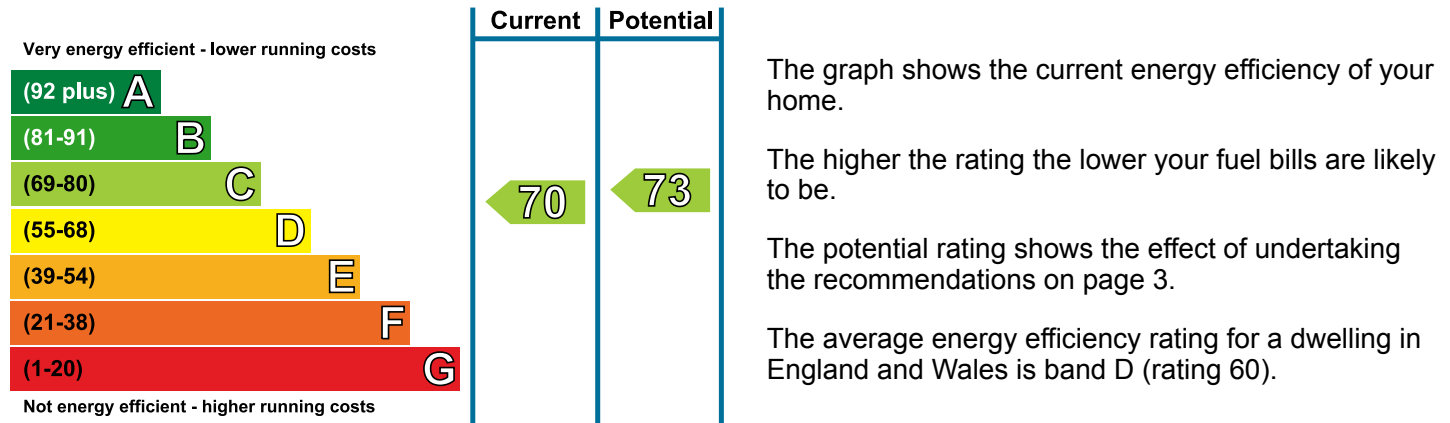 Current Potential
Very energy efficient - lower running costs
(92 plus) A
(81-91) B
(69-80) C
(55-68) D
(39-54) E
(21-38) F
(1-20) G
Not energy efficient - higher running costs
70 73
The graph shows the current energy efficiency of your
home.
The higher the rating the lower your fuel bills are likely
to be.
The potential rating shows the effect of undertaking
the recommendations on page 3.
The average energy efficiency rating for a dwelling in
England and Wales is band D (rating 60).